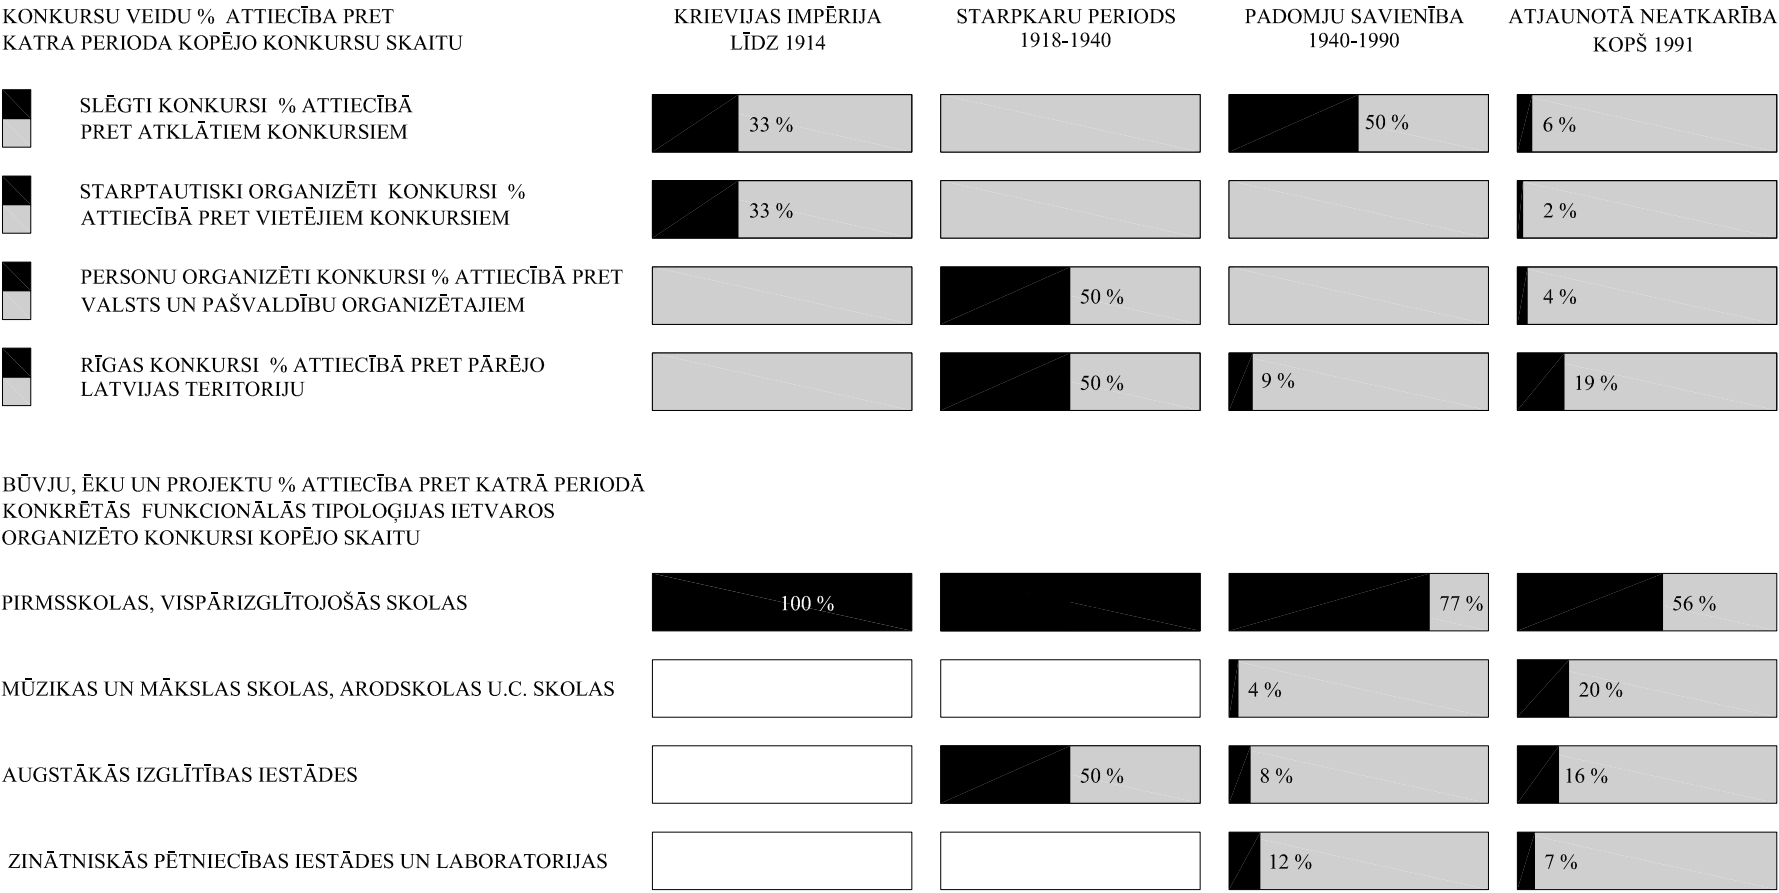 KONKURSU VEIDU % ATTIECĪBA PRET
KATRA PERIODA KOPĒJO KONKURSU SKAITU
KRIEVIJAS IMPĒRIJA
LĪDZ 1914
STARPKARU PERIODS
1918-1940
PADOMJU SAVIENĪBA
1940-1990
ATJAUNOTĀ NEATKARĪBA
KOPŠ 1991
SLĒGTI KONKURSI % ATTIECĪBĀ
PRET ATKLĀTIEM KONKURSIEM
33 %
50 %
6 %
STARPTAUTISKI ORGANIZĒTI KONKURSI %
ATTIECĪBĀ PRET VIETĒJIEM KONKURSIEM
33 %
2 %
PERSONU ORGANIZĒTI KONKURSI % ATTIECĪBĀ PRET
VALSTS UN PAŠVALDĪBU ORGANIZĒTAJIEM
50 %
4 %
RĪGAS KONKURSI % ATTIECĪBĀ PRET PĀRĒJO
LATVIJAS TERITORIJU
50 %
9 %
19 %
BŪVJU, ĒKU UN PROJEKTU % ATTIECĪBA PRET KATRĀ PERIODĀ
KONKRĒTĀS FUNKCIONĀLĀS TIPOLOĢIJAS IETVAROS
ORGANIZĒTO KONKURSI KOPĒJO SKAITU
PIRMSSKOLAS, VISPĀRIZGLĪTOJOŠĀS SKOLAS
100 %
77 %
56 %
MŪZIKAS UN MĀKSLAS SKOLAS, ARODSKOLAS U.C. SKOLAS
4 %
20 %
AUGSTĀKĀS IZGLĪTĪBAS IESTĀDES
50 %
8 %
16 %
ZINĀTNISKĀS PĒTNIECĪBAS IESTĀDES UN LABORATORIJAS
12 %
7 %